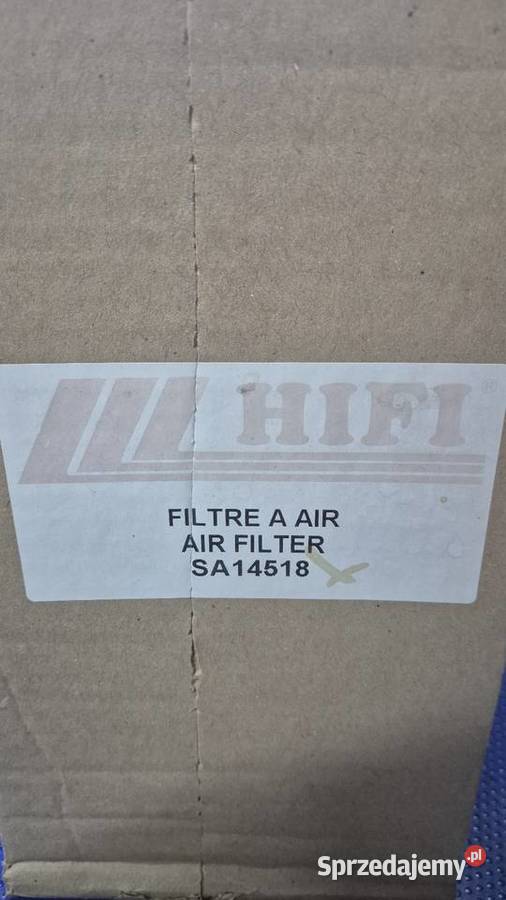 HIFI
FILTRE A AIR
AIR FILTER
SA14518
Sprzedajemy.pl